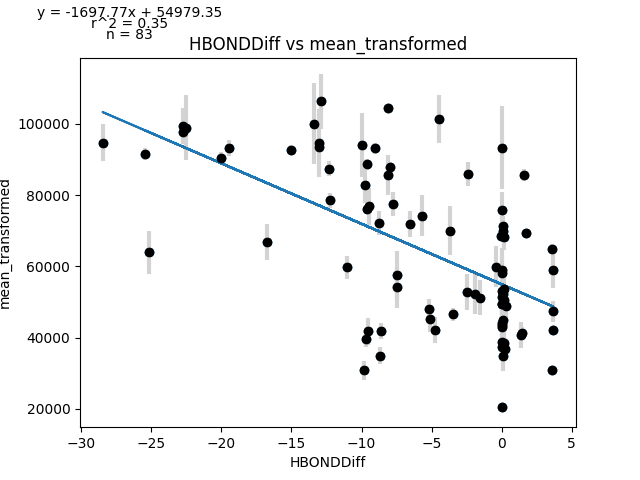 y = -1697.77x + 54979.35
r^2 = 0.35
n = 83
HBONDDiff vs mean_transformed
mean_transformed
100000
80000
60000
40000
20000
−30
−25
−20
−15
−10
−5
0
5
HBONDDiff